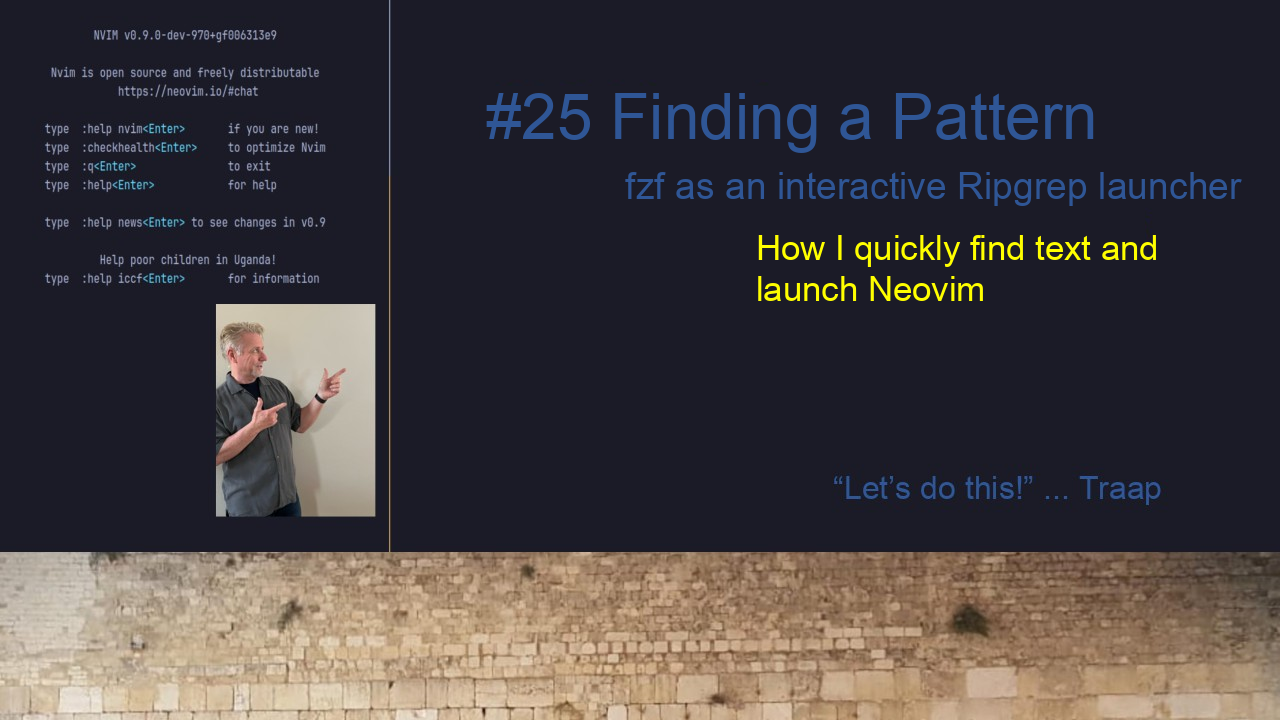 NVIM v0.9.0-dev-970+gf006313e9
Nvim is open source and freely distributable
https://neovim.io/#chat
type :help nvim<Enter> if you are new!
type :checkhealth<Enter> to optimize Nvim
type :q<Enter> to exit
type :help<Enter> for help
type :help news<Enter> to see changes in v0.9
Help poor children in Uganda!
type :help iccf<Enter> for information
#25 Finding a Pattern
fzf as an interactive Ripgrep launcher
How I quickly find text and
launch Neovim
“Let’s do this!” ... Traap